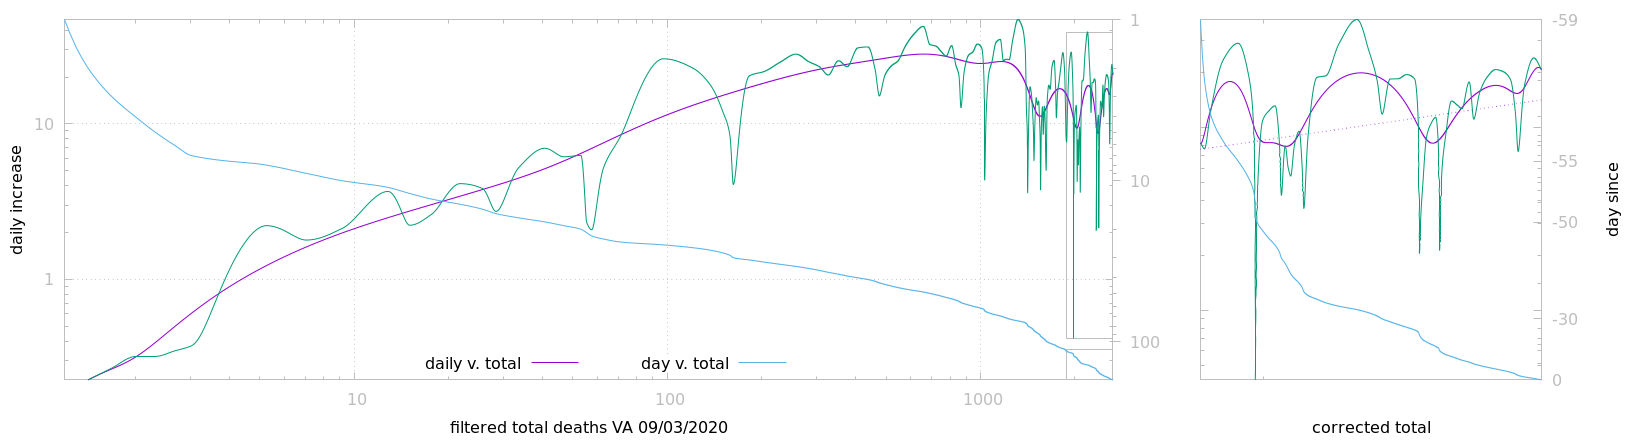 1
-59
10
daily increase
-55
10
day since
-50
1
-30
100
daily v. total
day v. total
0
10
100
1000
filtered total deaths VA 09/03/2020
corrected total